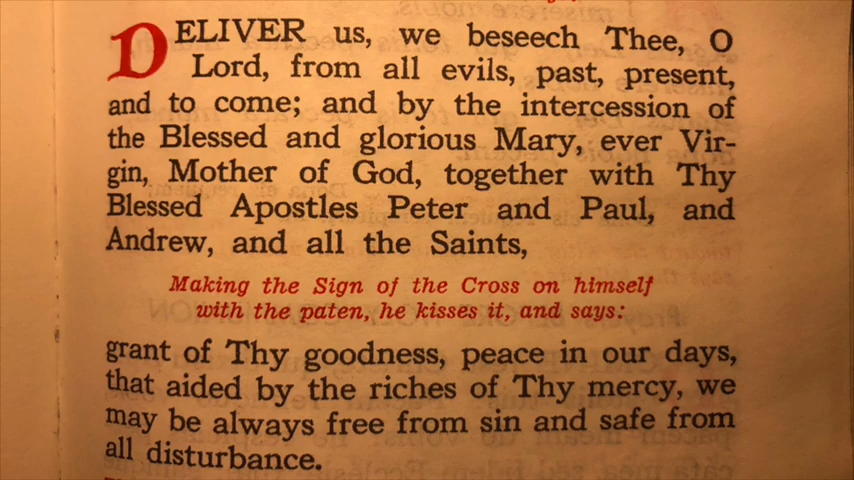 DELIVER us, we beseech Thee, O
Lord, from all evils, past, present,
and to come; and by the intercession of
the Blessed and glorious Mary, ever Vir-
gin, Mother of God, together with Thy
Blessed Apostles Peter and Paul, and
Andrew, and all the Saints,
Making the Sign of the Cross on himself
with the paten, he kisses it, and says:
grant of Thy goodness, peace in our days,
that aided by the riches of Thy mercy, we
may be always free from sin and safe from
all disturbance.